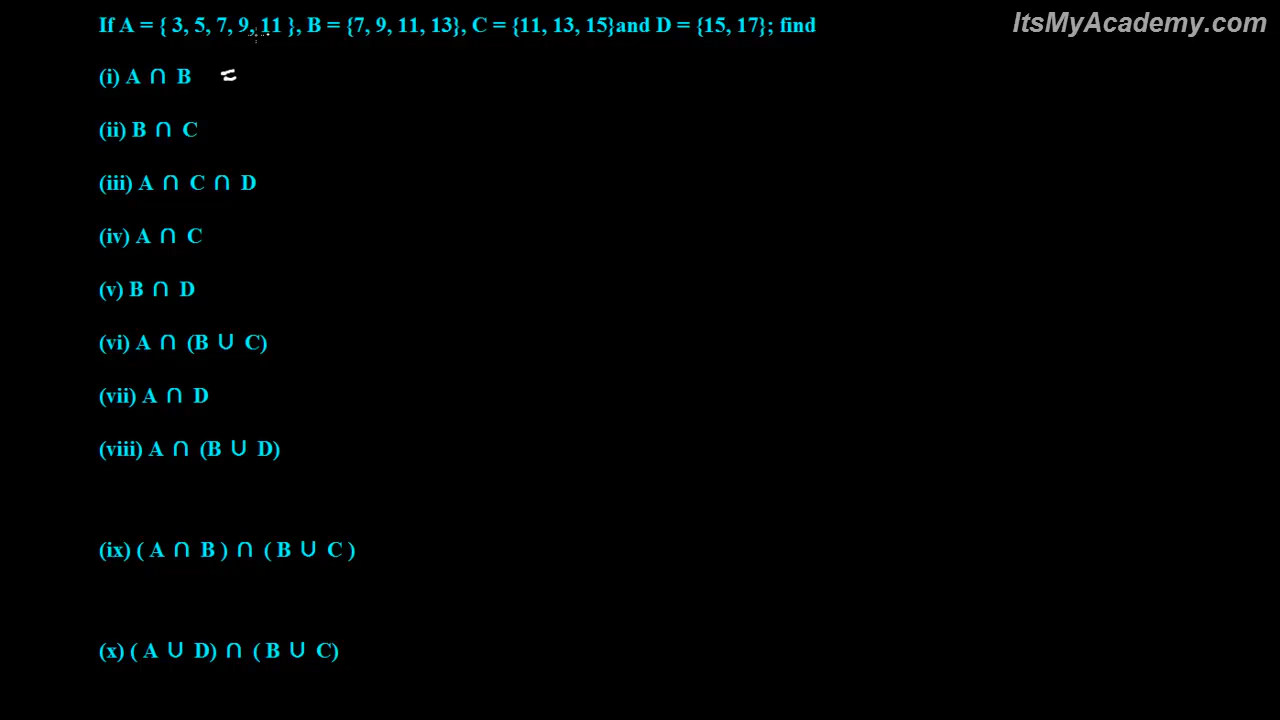 If A = { 3, 5, 7, 9, 11 }, B = {7, 9, 11, 13}, C = {11, 13, 15}and D = {15, 17}; find
ItsMyAcademy.com
(i) A ∩ B =
(ii) B ∩ C
(iii) A ∩ C ∩ D
(iv) A ∩ C
(v) B ∩ D
(vi) A ∩ (B ∪ C)
(vii) A ∩ D
(viii) A ∩ (B ∪ D)
(ix) ( A ∩ B ) ∩ ( B ∪ C )
(x) ( A ∪ D) ∩ ( B ∪ C)